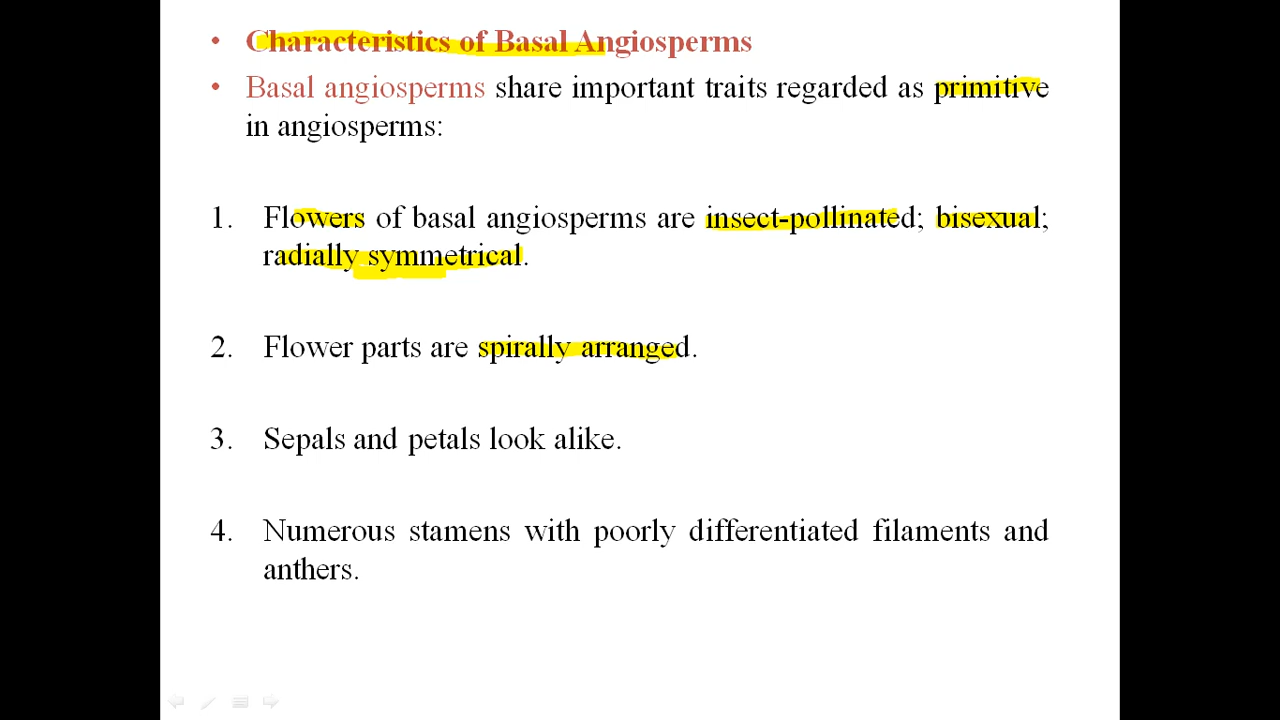 • Characteristics of Basal Angiosperms
• Basal angiosperms share important traits regarded as primitive
in angiosperms:
1. Flowers of basal angiosperms are insect-pollinated; bisexual;
radially symmetrical.
2. Flower parts are spirally arranged.
3. Sepals and petals look alike.
4. Numerous stamens with poorly differentiated filaments and
anthers.